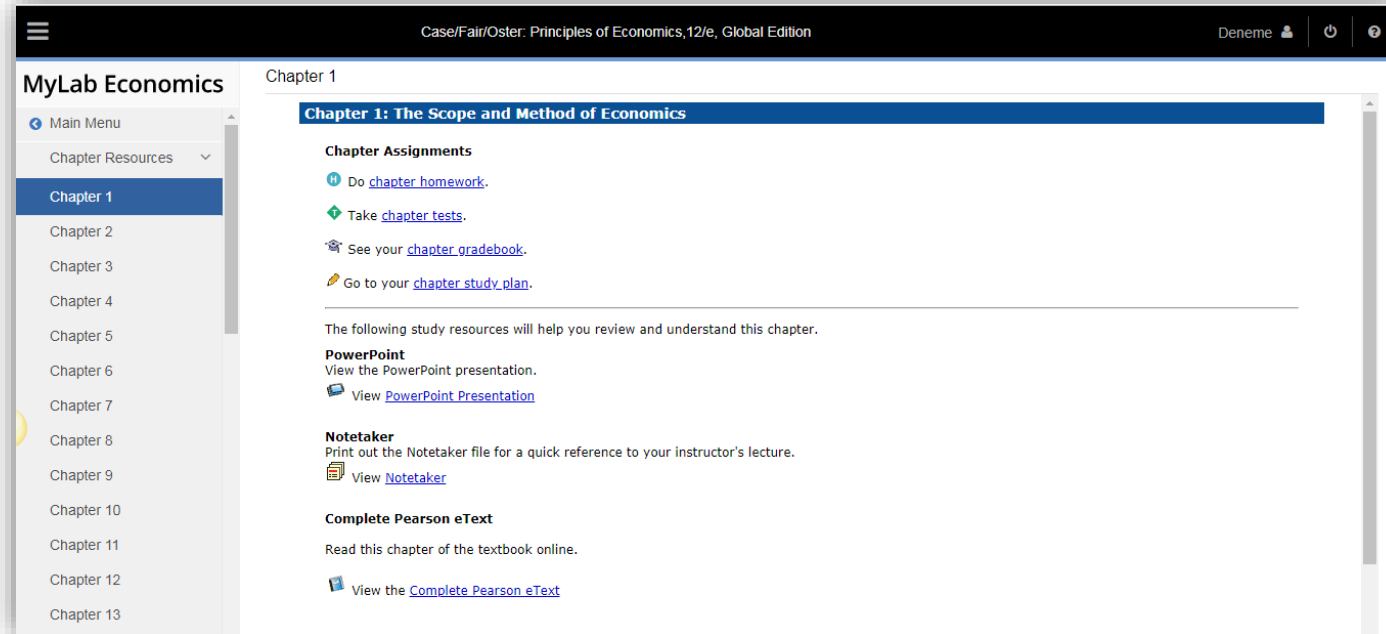 Case/Fair/Oster: Principles of Economics,12/e, Global Edition
Deneme
MyLab Economics
Main Menu
Chapter Resources
Chapter 1
Chapter 2
Chapter 3
Chapter 4
Chapter 5
Chapter 6
Chapter 7
Chapter 8
Chapter 9
Chapter 10
Chapter 11
Chapter 12
Chapter 13
Chapter 1
Chapter 1: The Scope and Method of Economics
Chapter Assignments
H Do chapter homework.
T Take chapter tests.
See your chapter gradebook.
Go to your chapter study plan.
The following study resources will help you review and understand this chapter.
PowerPoint
View the PowerPoint presentation.
View PowerPoint Presentation
Notetaker
Print out the Notetaker file for a quick reference to your instructor's lecture.
View Notetaker
Complete Pearson eText
Read this chapter of the textbook online.
View the Complete Pearson eText